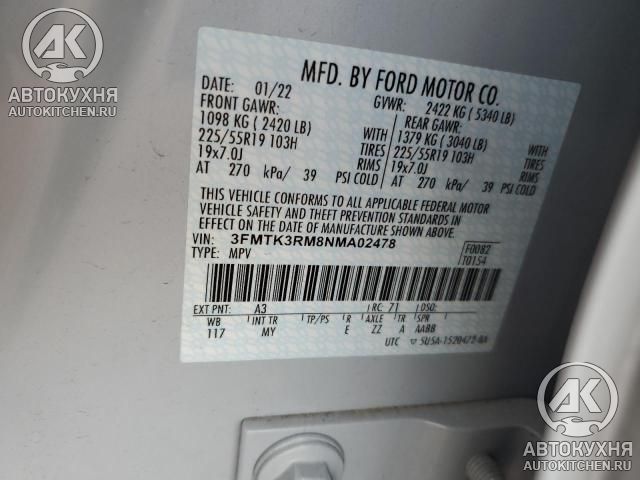 АК
АВТОКУХНЯ
AUTOKITCHEN.RU
MFD. BY FORD MOTOR CO.
DATE: 01/22 GVWR: 2422 KG (5340 LB)
FRONT GAWR: REAR GAWR:
1098 KG (2420 LB) WITH 1379 KG (3040 LB) WITH
225/55R19 103H TIRES 225/55R19 103H TIRES
19x7.0J RIMS 19x7.0J RIMS
AT 270 kPa/ 39 PSI COLD AT 270 kPa/ 39 PSI COLD
THIS VEHICLE CONFORMS TO ALL APPLICABLE FEDERAL MOTOR
VEHICLE SAFETY AND THEFT PREVENTION STANDARDS IN
EFFECT ON THE DATE OF MANUFACTURE SHOWN ABOVE.
VIN: 3FMTK3RM8NMA02478 F0082
TYPE: MPV T0154
EXT PNT: A3 RC: 71 DSO:
WB INT TR TP/PS R AXLE TR SPR
117 MY E ZZ A AABB
UTC ▽ 5U5A-1520472-BA
АК
АВТОКУХНЯ
AUTOKITCHEN.RU